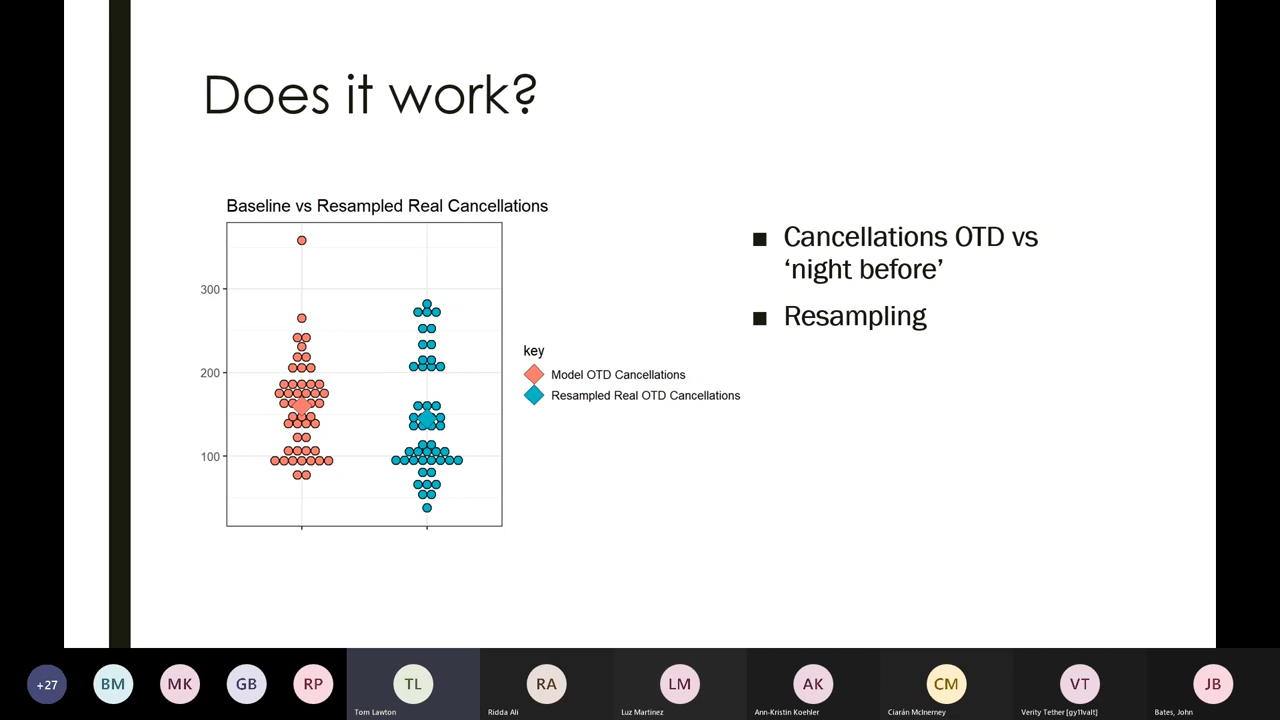 Does it work?
Baseline vs Resampled Real Cancellations
300
200
100
key
Model OTD Cancellations
Resampled Real OTD Cancellations
■ Cancellations OTD vs
‘night before’
■ Resampling
+27
BM
MK
GB
RP
TL
RA
LM
AK
CM
VT
JB
Tom Lawton
Ridda Ali
Luz Martinez
Ann-Kristin Koehler
Ciarán McInerney
Verity Tether [gy11valt]
Bates, John